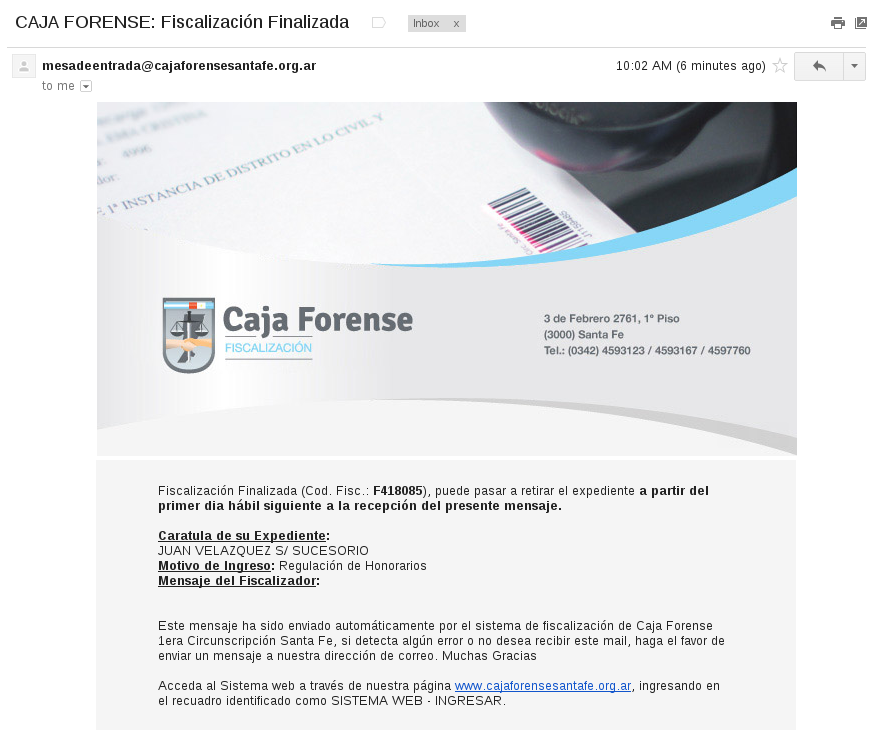 CAJA FORENSE: Fiscalización Finalizada
Inbox x
mesadeentrada@cajaforensesantafe.org.ar
10:02 AM (6 minutes ago)
to me
EMA CRISTINA
4996
1ª INSTANCIA DE DISTRITO EN LO CIVIL Y
Caja Forense
FISCALIZACIÓN
3 de Febrero 2761, 1° Piso
(3000) Santa Fe
Tel.: (0342) 4593123 / 4593167 / 4597760
Fiscalización Finalizada (Cod. Fisc.: F418085), puede pasar a retirar el expediente a partir del
primer dia hábil siguiente a la recepción del presente mensaje.
Caratula de su Expediente:
JUAN VELAZQUEZ S/ SUCESORIO
Motivo de Ingreso: Regulación de Honorarios
Mensaje del Fiscalizador:
Este mensaje ha sido enviado automáticamente por el sistema de fiscalización de Caja Forense
1era Circunscripción Santa Fe, si detecta algún error o no desea recibir este mail, haga el favor de
enviar un mensaje a nuestra dirección de correo. Muchas Gracias
Acceda al Sistema web a través de nuestra página www.cajaforensesantafe.org.ar, ingresando en
el recuadro identificado como SISTEMA WEB - INGRESAR.